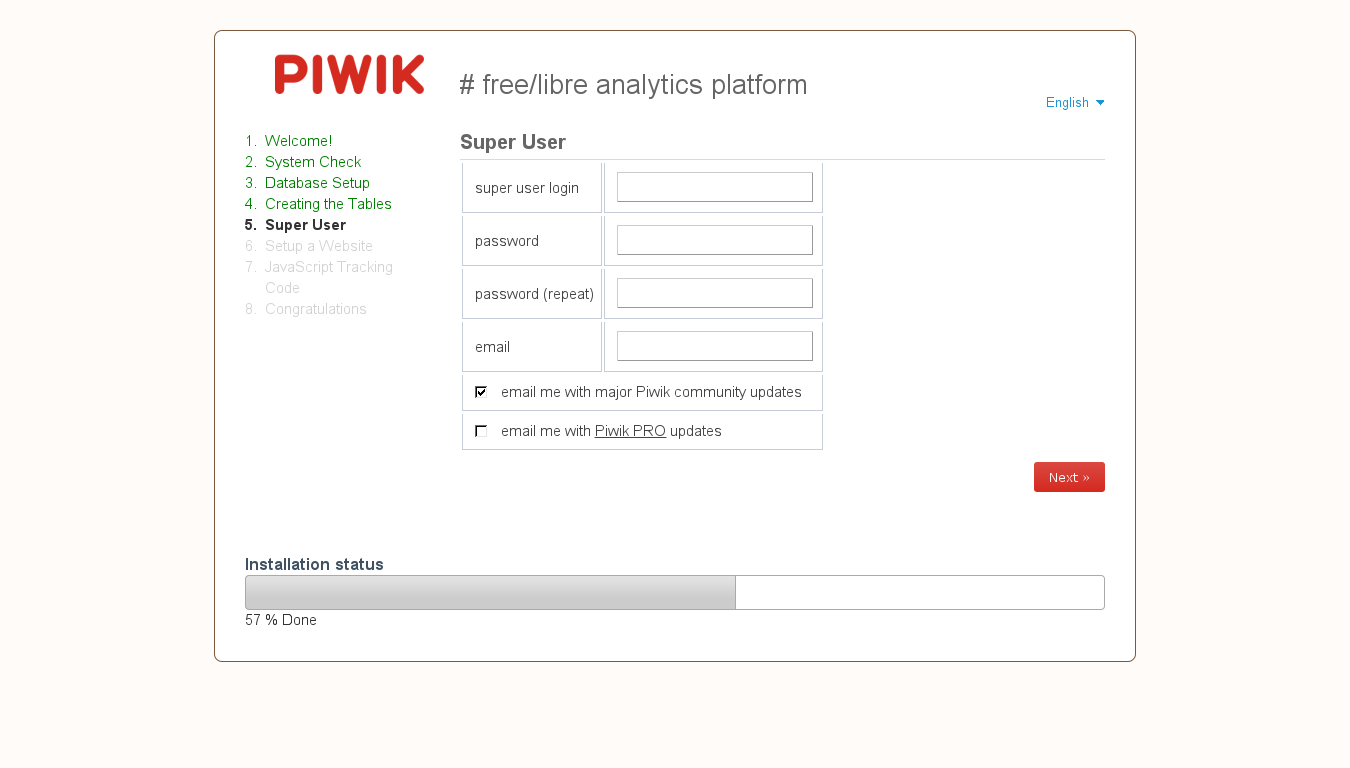 PIWIK
# free/libre analytics platform
English
1. Welcome!
2. System Check
3. Database Setup
4. Creating the Tables
5. Super User
6. Setup a Website
7. JavaScript Tracking
Code
8. Congratulations
Super User
super user login
password
password (repeat)
email
email me with major Piwik community updates
email me with Piwik PRO updates
Next »
Installation status
57 % Done